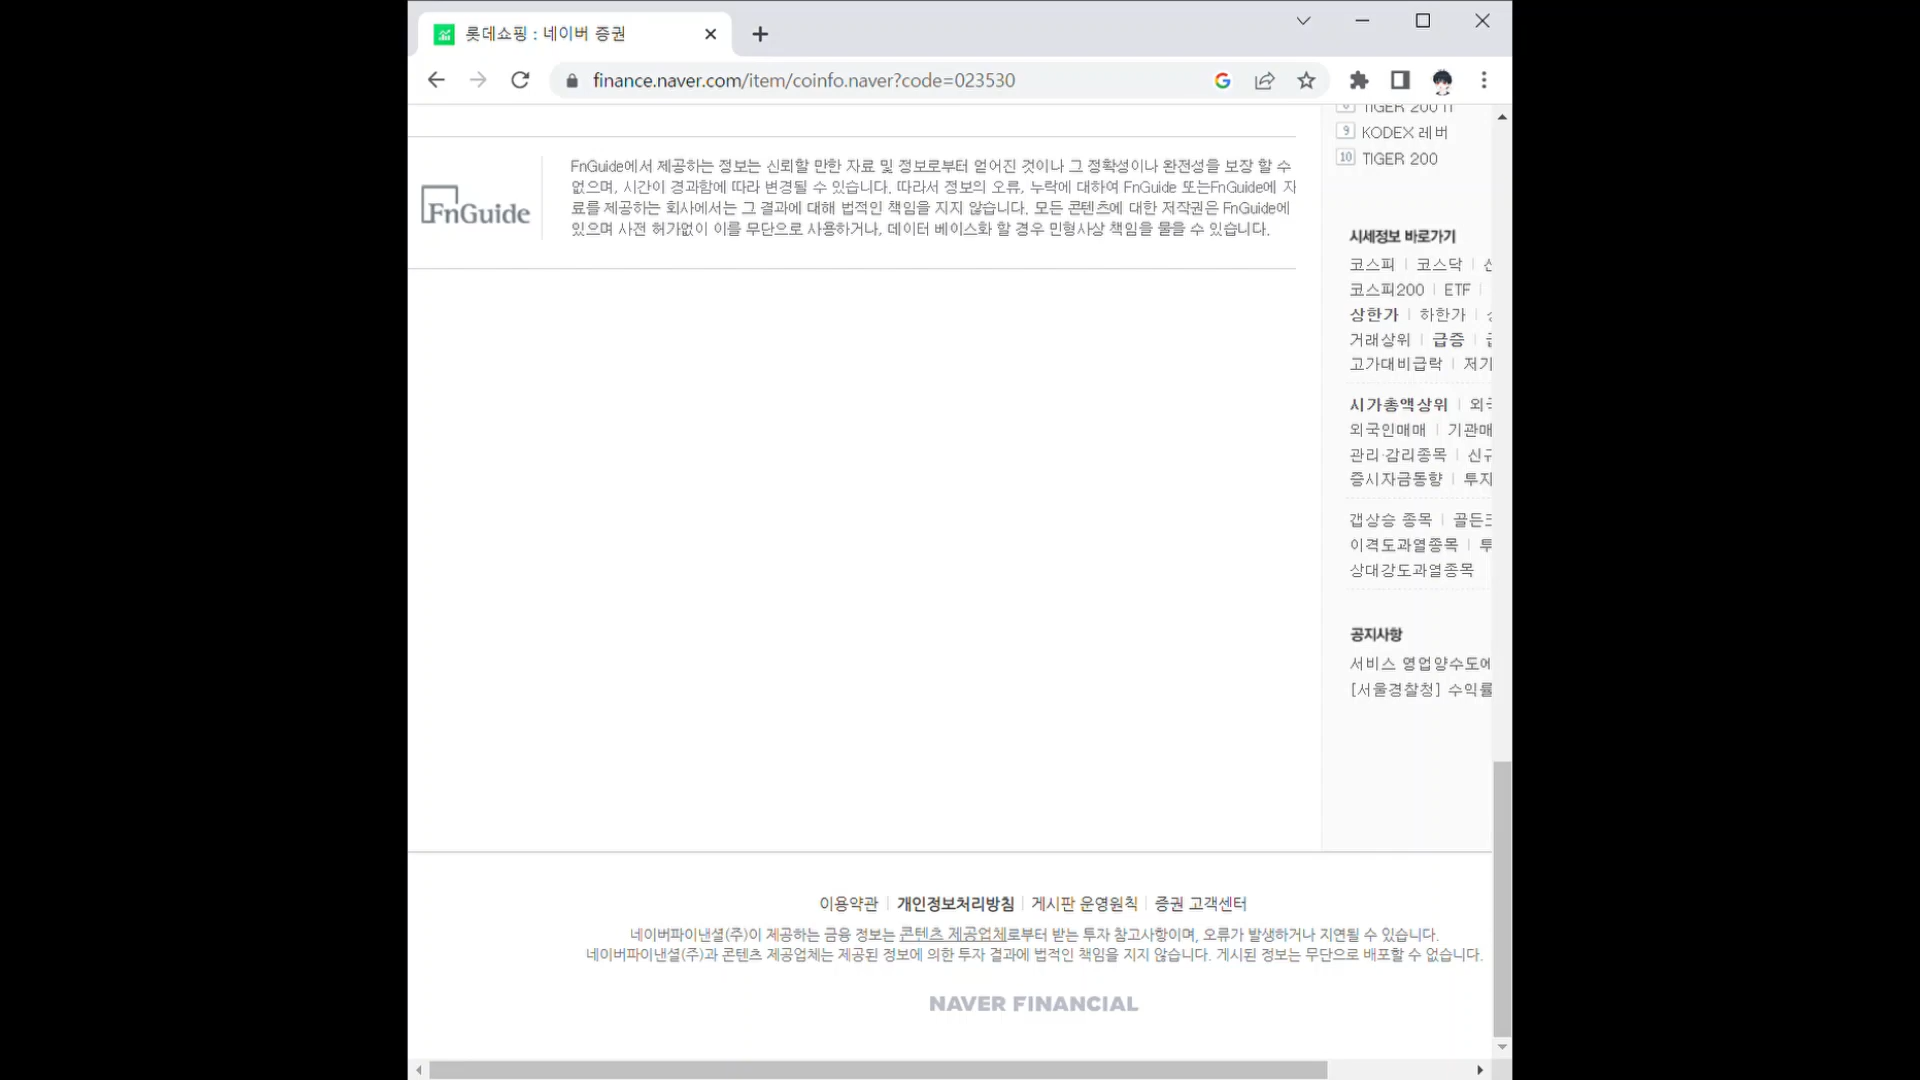 롯데쇼핑 : 네이버 증권
finance.naver.com/item/coinfo.naver?code=023530
FnGuide
FnGuide에서 제공하는 정보는 신뢰할 만한 자료 및 정보로부터 얻어진 것이나 그 정확성이나 완전성을 보장 할 수
없으며, 시간이 경과함에 따라 변경될 수 있습니다. 따라서 정보의 오류, 누락에 대하여 FnGuide 또는FnGuide에 자
료를 제공하는 회사에서는 그 결과에 대해 법적인 책임을 지지 않습니다. 모든 콘텐츠에 대한 저작권은 FnGuide에
있으며 사전 허가없이 이를 무단으로 사용하거나, 데이터 베이스화 할 경우 민형사상 책임을 물을 수 있습니다.
TIGER 200 IT
9 KODEX 레버
10 TIGER 200
시세정보 바로가기
코스피 | 코스닥 |
코스피200 | ETF |
상한가 | 하한가 |
거래상위 | 급증 |
고가대비급락 | 저가
시가총액상위 | 외국
외국인매매 | 기관매
관리·감리종목 | 신규
증시자금동향 | 투자
갭상승 종목 | 골든크
이격도과열종목 | 투
상대강도과열종목
공지사항
서비스 영업양수도에
[서울경찰청] 수익률
이용약관 | 개인정보처리방침 | 게시판 운영원칙 | 증권 고객센터
네이버파이낸셜(주)이 제공하는 금융 정보는 콘텐츠 제공업체로부터 받는 투자 참고사항이며, 오류가 발생하거나 지연될 수 있습니다.
네이버파이낸셜(주)과 콘텐츠 제공업체는 제공된 정보에 의한 투자 결과에 법적인 책임을 지지 않습니다. 게시된 정보는 무단으로 배포할 수 없습니다.
NAVER FINANCIAL